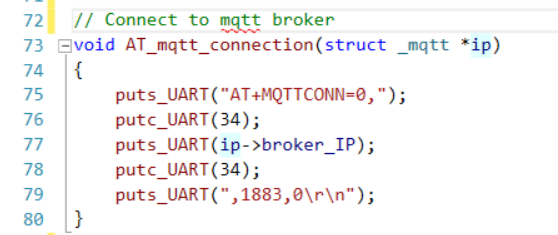 72 // Connect to mqtt broker
73 void AT_mqtt_connection(struct _mqtt *ip)
74 {
75 puts_UART("AT+MQTTCONN=0,");
76 putc_UART(34);
77 puts_UART(ip->broker_IP);
78 putc_UART(34);
79 puts_UART(",1883,0\r\n");
80 }